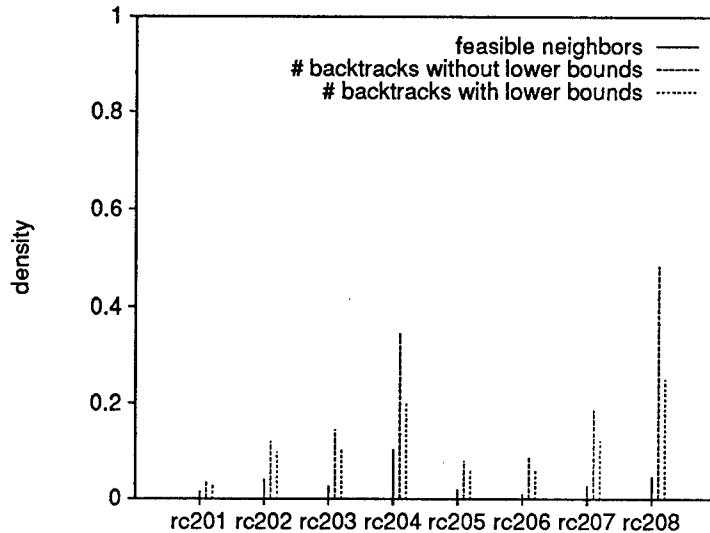 1
feasible neighbors
# backtracks without lower bounds
# backtracks with lower bounds
0.8
0.6
density
0.4
0.2
0
rc201 rc202 rc203 rc204 rc205 rc206 rc207 rc208